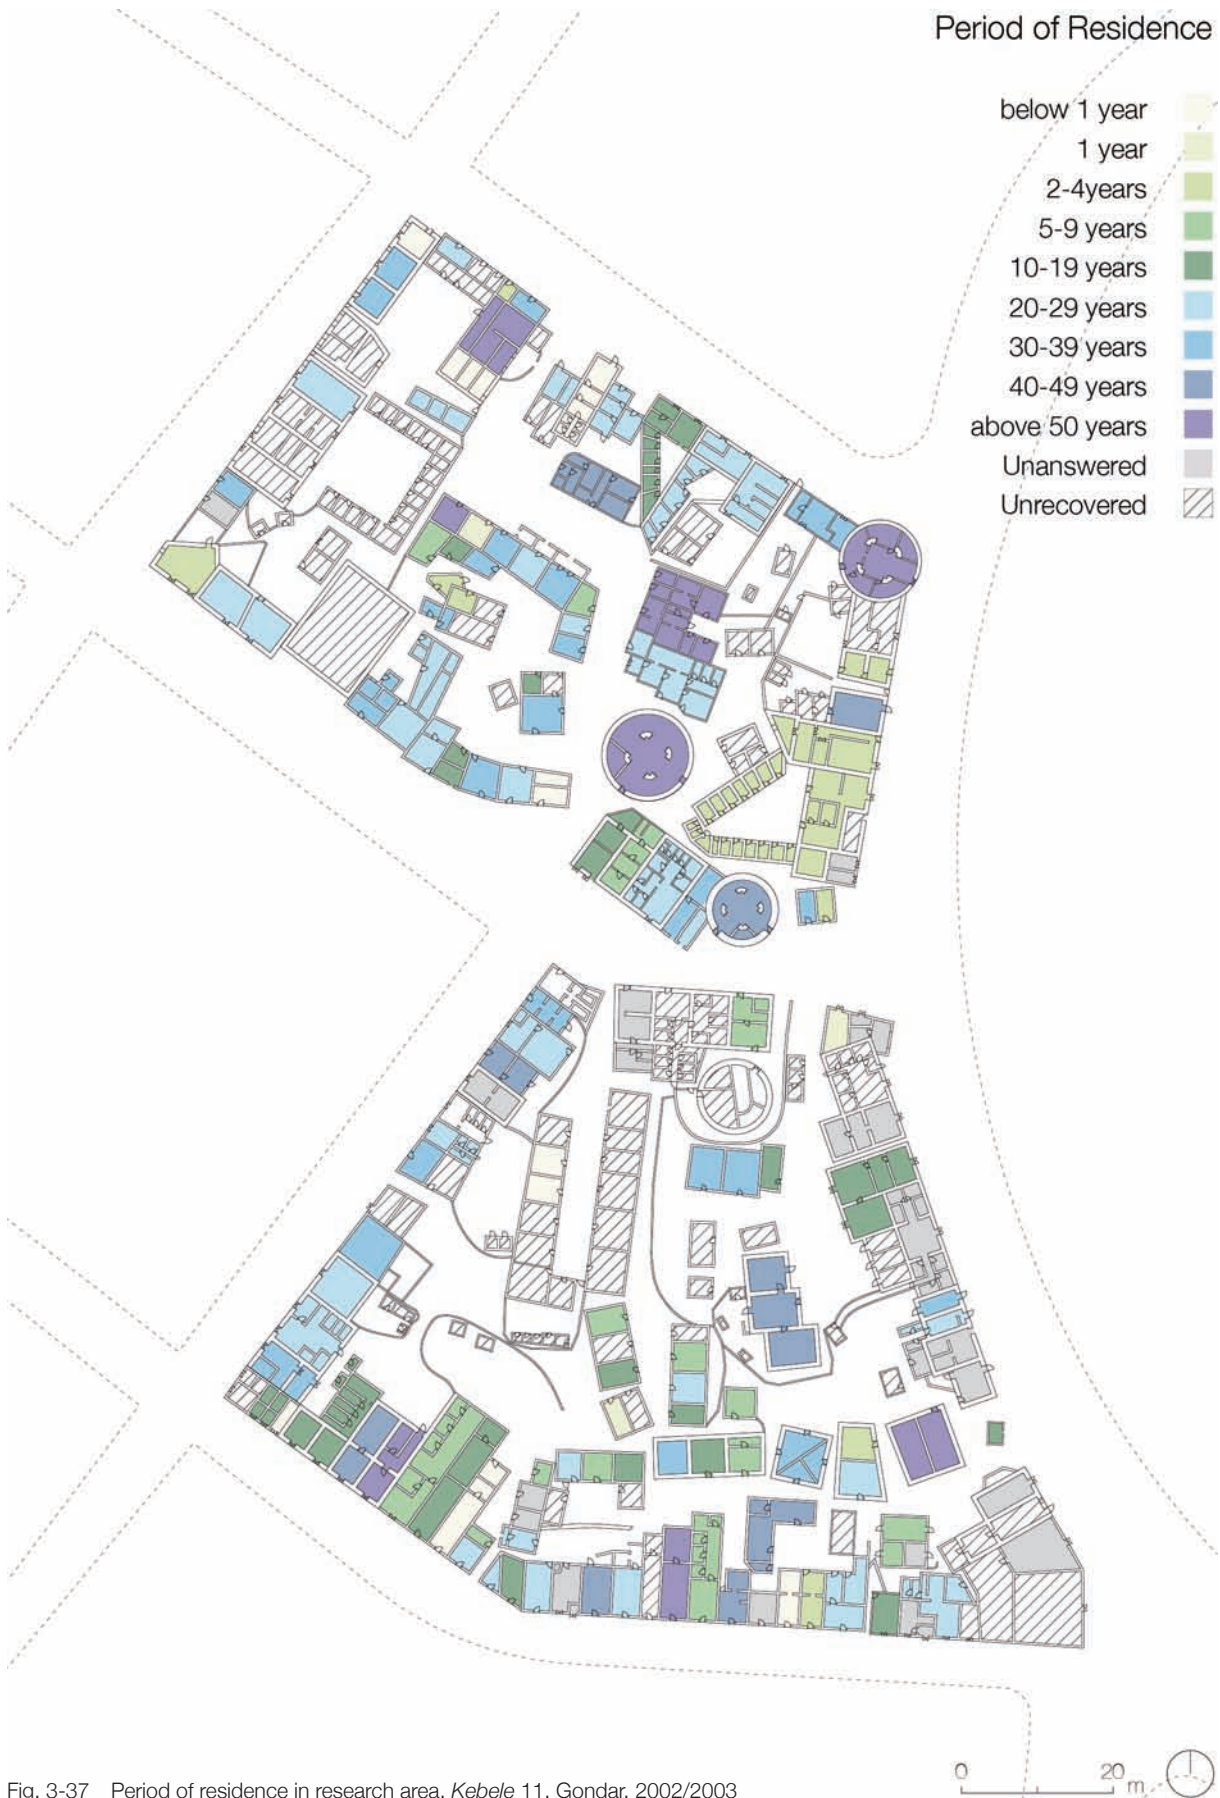 Period of Residence
below 1 year
1 year
2-4years
5-9 years
10-19 years
20-29 years
30-39 years
40-49 years
above 50 years
Unanswered
Unrecovered
0 20 m
Fig. 3-37 Period of residence in research area, Kebele 11, Gondar, 2002/2003